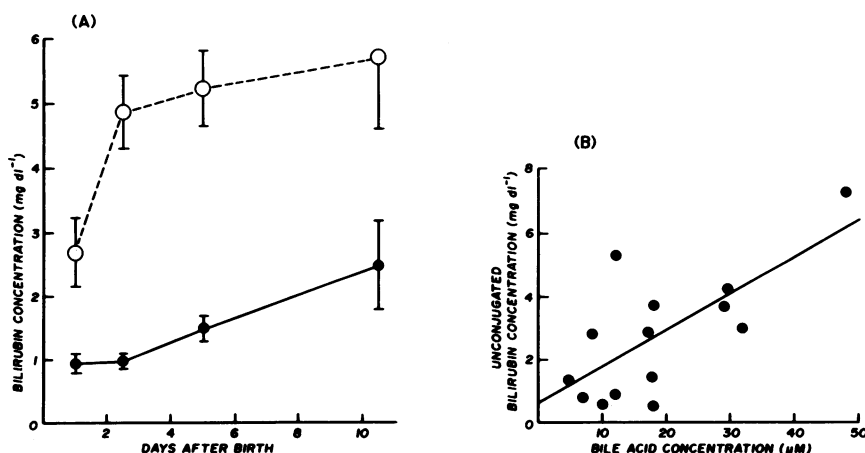 (A)
6
5
4
3
2
1
0
BILIRUBIN CONCENTRATION (mg dl⁻¹)
2 4 6 8 10
DAYS AFTER BIRTH
(B)
8
6
4
2
0
UNCONJUGATED
BILIRUBIN CONCENTRATION (mg dl⁻¹)
10 20 30 40 50
BILE ACID CONCENTRATION (µM)